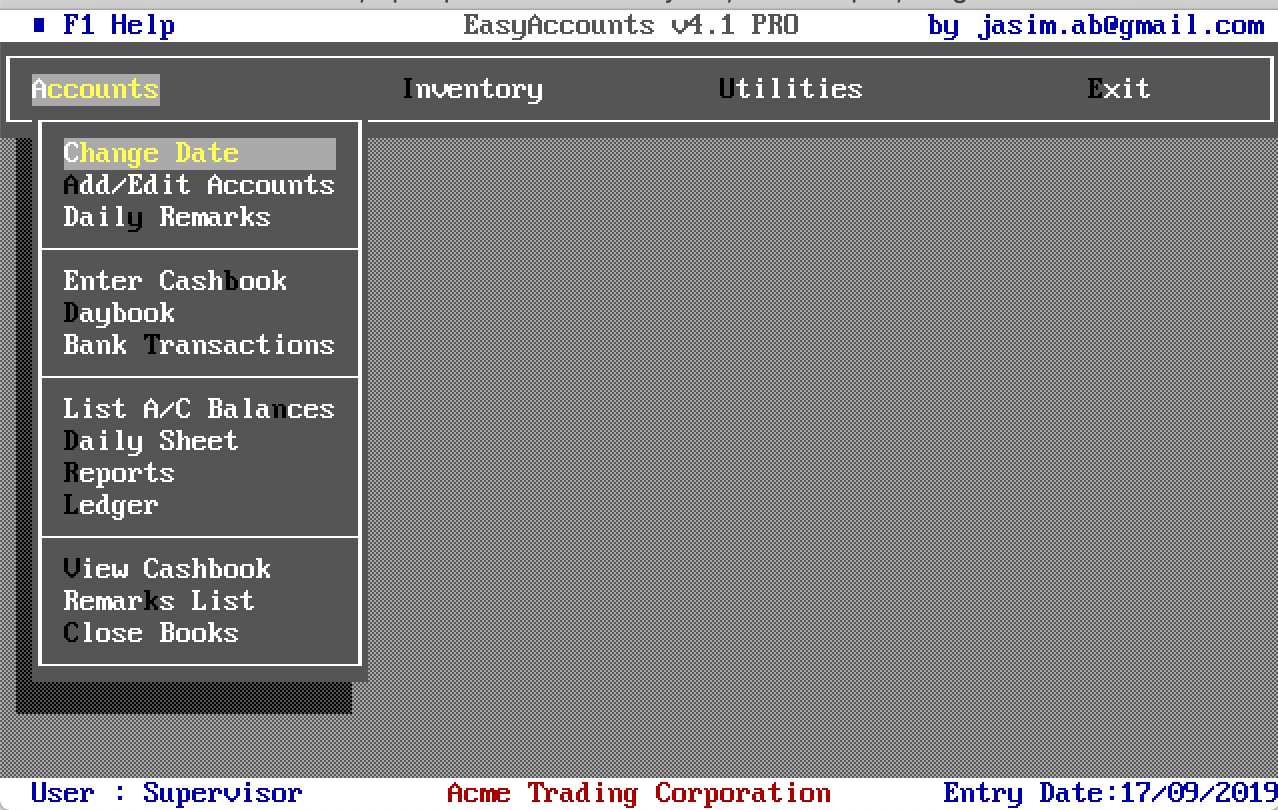 ■ F1 Help EasyAccounts v4.1 PRO by jasim.ab@gmail.com
Accounts Inventory Utilities Exit
Change Date
Add/Edit Accounts
Daily Remarks
Enter Cashbook
Daybook
Bank Transactions
List A/C Balances
Daily Sheet
Reports
Ledger
View Cashbook
Remarks List
Close Books
User : Supervisor Acme Trading Corporation Entry Date:17/09/2019